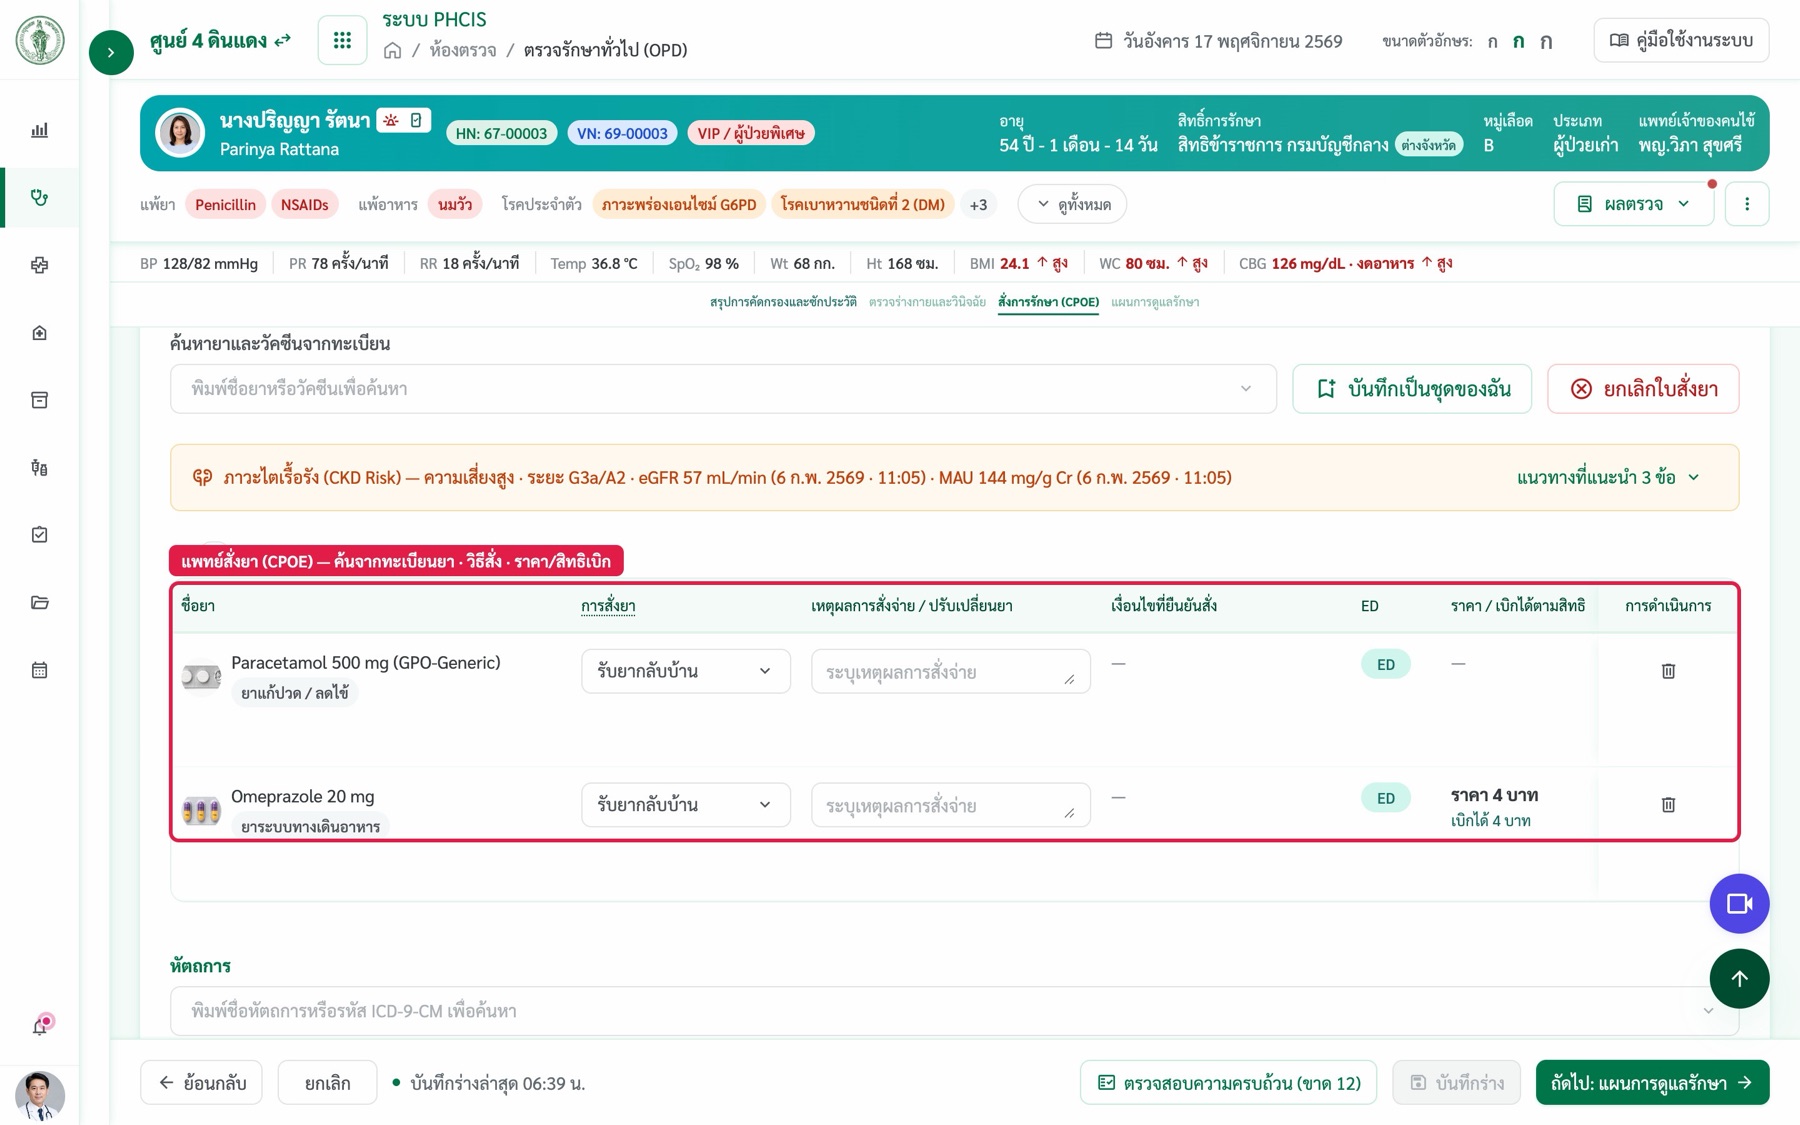 ศูนย์ 4 ดินแดง
ระบบ PHCIS
/ ห้องตรวจ / ตรวจรักษาทั่วไป (OPD)
วันอังคาร 17 พฤศจิกายน 2569
ขนาดตัวอักษร: ก ก ก
คู่มือใช้งานระบบ
นางปริญญา รัตนา
Parinya Rattana
HN: 67-00003
VN: 69-00003
VIP / ผู้ป่วยพิเศษ
อายุ
54 ปี - 1 เดือน - 14 วัน
สิทธิ์การรักษา
สิทธิข้าราชการ กรมบัญชีกลาง ต่างจังหวัด
หมู่เลือด
B
ประเภท
ผู้ป่วยเก่า
แพทย์เจ้าของคนไข้
พญ.วิภา สุขศรี
แพ้ยา Penicillin NSAIDs แพ้อาหาร นมวัว โรคประจำตัว ภาวะพร่องเอนไซม์ G6PD โรคเบาหวานชนิดที่ 2 (DM) +3 ดูทั้งหมด
ผลตรวจ
BP 128/82 mmHg PR 78 ครั้ง/นาที RR 18 ครั้ง/นาที Temp 36.8 °C SpO₂ 98 % Wt 68 กก. Ht 168 ซม. BMI 24.1 ↑ สูง WC 80 ซม. ↑ สูง CBG 126 mg/dL · งดอาหาร ↑ สูง
สรุปการคัดกรองและซักประวัติ ตรวจร่างกายและวินิจฉัย สั่งการรักษา (CPOE) แผนการดูแลรักษา
ค้นหายาและวัคซีนจากทะเบียน
พิมพ์ชื่อยาหรือวัคซีนเพื่อค้นหา
บันทึกเป็นชุดของฉัน
ยกเลิกใบสั่งยา
ภาวะไตเรื้อรัง (CKD Risk) — ความเสี่ยงสูง · ระยะ G3a/A2 · eGFR 57 mL/min (6 ก.พ. 2569 · 11:05) · MAU 144 mg/g Cr (6 ก.พ. 2569 · 11:05)
แนวทางที่แนะนำ 3 ข้อ
แพทย์สั่งยา (CPOE) — ค้นจากทะเบียนยา · วิธีสั่ง · ราคา/สิทธิเบิก
ชื่อยา การสั่งยา เหตุผลการสั่งจ่าย / ปรับเปลี่ยนยา เงื่อนไขที่ยืนยันสั่ง ED ราคา / เบิกได้ตามสิทธิ การดำเนินการ
Paracetamol 500 mg (GPO-Generic)
ยาแก้ปวด / ลดไข้
รับยากลับบ้าน
ระบุเหตุผลการสั่งจ่าย
—
ED
—
Omeprazole 20 mg
ยาระบบทางเดินอาหาร
รับยากลับบ้าน
ระบุเหตุผลการสั่งจ่าย
—
ED
ราคา 4 บาท
เบิกได้ 4 บาท
หัตถการ
พิมพ์ชื่อหัตถการหรือรหัส ICD-9-CM เพื่อค้นหา
ย้อนกลับ
ยกเลิก
บันทึกร่างล่าสุด 06:39 น.
ตรวจสอบความครบถ้วน (ขาด 12)
บันทึกร่าง
ถัดไป: แผนการดูแลรักษา